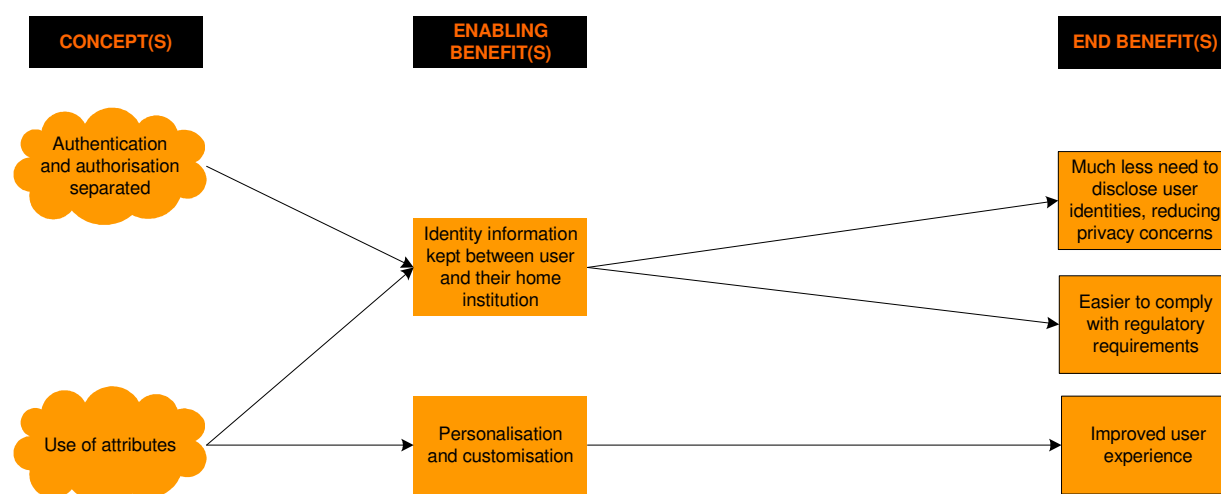 CONCEPT(S)
ENABLING
BENEFIT(S)
END BENEFIT(S)
Authentication
and authorisation
separated
Identity information
kept between user
and their home
institution
Much less need to
disclose user
identities, reducing
privacy concerns
Easier to comply
with regulatory
requirements
Use of attributes
Personalisation
and customisation
Improved user
experience